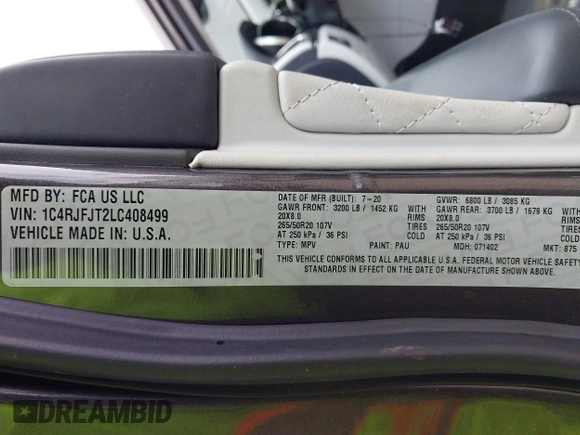 MFD BY: FCA US LLC
VIN: 1C4RJFJT2LC408499
VEHICLE MADE IN: U.S.A.
DATE OF MFR (BUILT): 7-20
GAWR FRONT: 3200 LB / 1452 KG
20X8.0
265/50R20 107V
AT 250 kPa / 36 PSI
TYPE: MPV
PAINT: PAU
RIMS
TIRES
COLD
GVWR: 6800 LB / 3085 KG
GAWR REAR: 3700 LB / 1679 KG
20X8.0
265/50R20 107V
AT 250 kPa / 36 PSI
MDH: 071402
WITH
RIMS
TIRES
COLD
MKT: 875
THIS VEHICLE CONFORMS TO ALL APPLICABLE U.S.A. FEDERAL MOTOR VEHICLE SAFETY
STANDARDS IN EFFECT ON THE DATE OF MANUFACTURE SHOWN ABOVE.
DREAMBID